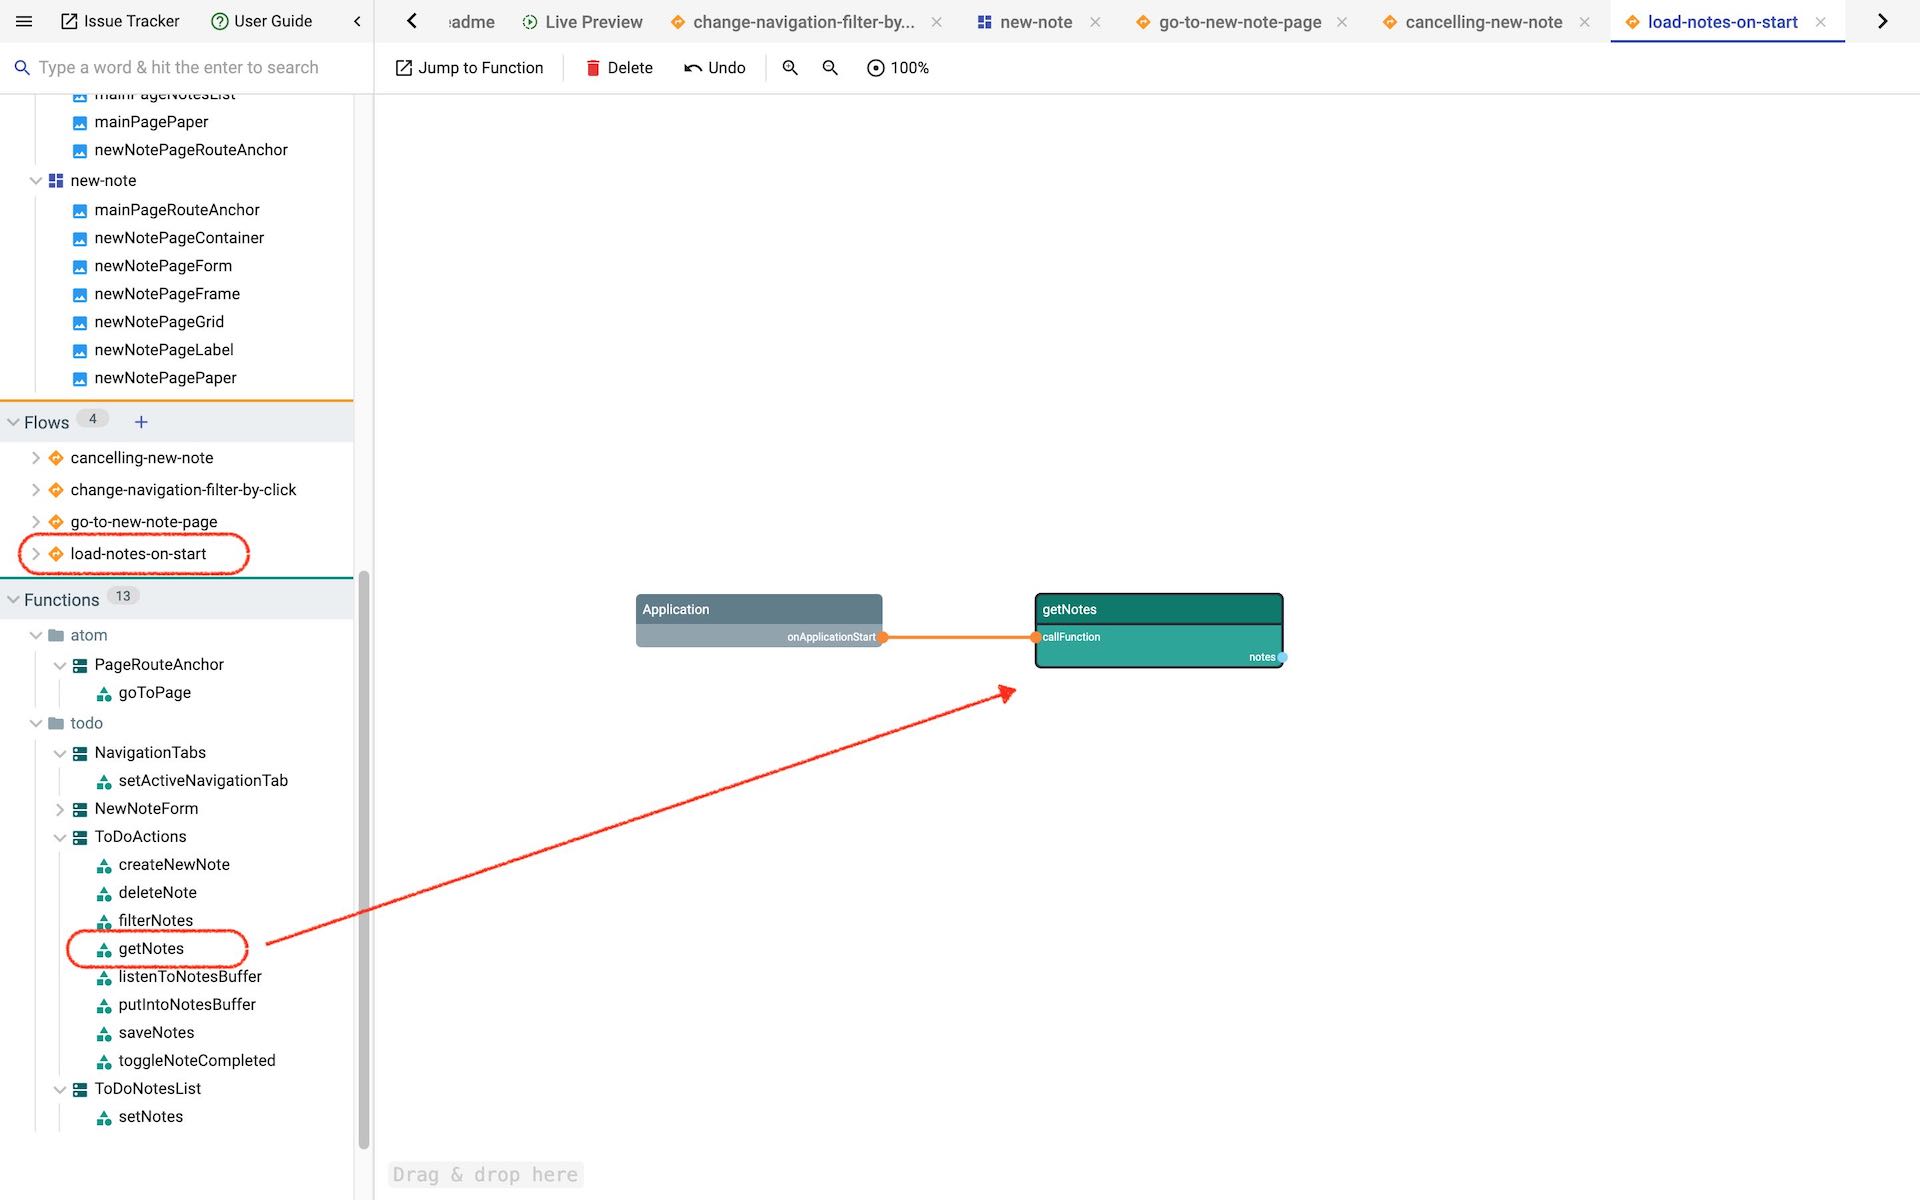 Issue Tracker
User Guide
adme
Live Preview
change-navigation-filter-by...
new-note
go-to-new-note-page
cancelling-new-note
load-notes-on-start
Type a word & hit the enter to search
Jump to Function
Delete
Undo
100%
mainPageNotesList
mainPagePaper
newNotePageRouteAnchor
new-note
mainPageRouteAnchor
newNotePageContainer
newNotePageForm
newNotePageFrame
newNotePageGrid
newNotePageLabel
newNotePagePaper
Flows 4 +
cancelling-new-note
change-navigation-filter-by-click
go-to-new-note-page
load-notes-on-start
Functions 13
atom
PageRouteAnchor
goToPage
todo
NavigationTabs
setActiveNavigationTab
NewNoteForm
ToDoActions
createNewNote
deleteNote
filterNotes
getNotes
listenToNotesBuffer
putIntoNotesBuffer
saveNotes
toggleNoteCompleted
ToDoNotesList
setNotes
Application
onApplicationStart
getNotes
callFunction
notes
Drag & drop here